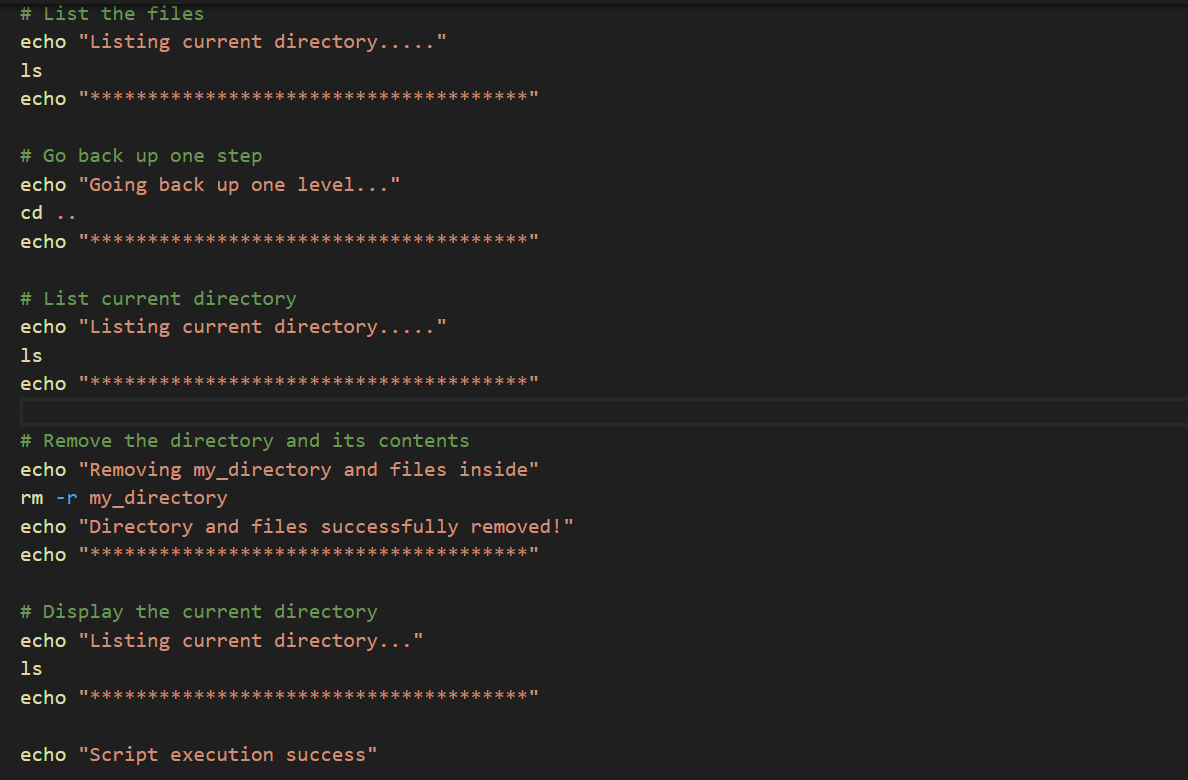 # List the files
echo "Listing current directory....."
ls
echo "**************************************"
# Go back up one step
echo "Going back up one level..."
cd ..
echo "**************************************"
# List current directory
echo "Listing current directory....."
ls
echo "**************************************"
# Remove the directory and its contents
echo "Removing my_directory and files inside"
rm -r my_directory
echo "Directory and files successfully removed!"
echo "**************************************"
# Display the current directory
echo "Listing current directory..."
ls
echo "**************************************"
echo "Script execution success"